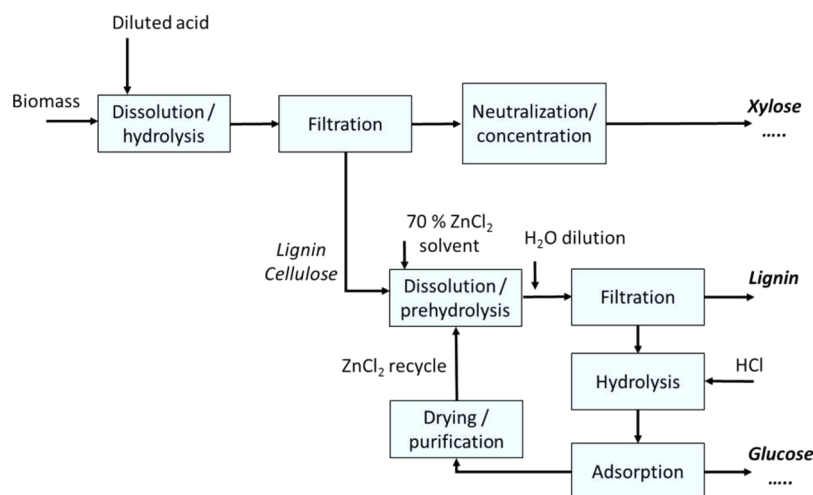 Diluted acid
Biomass
Dissolution /
hydrolysis
Filtration
Neutralization/
concentration
Xylose
.....
Lignin
Cellulose
70 % ZnCl₂
solvent
H₂O dilution
Dissolution /
prehydrolysis
Filtration
Lignin
ZnCl₂ recycle
Hydrolysis
HCl
Drying /
purification
Adsorption
Glucose
.....